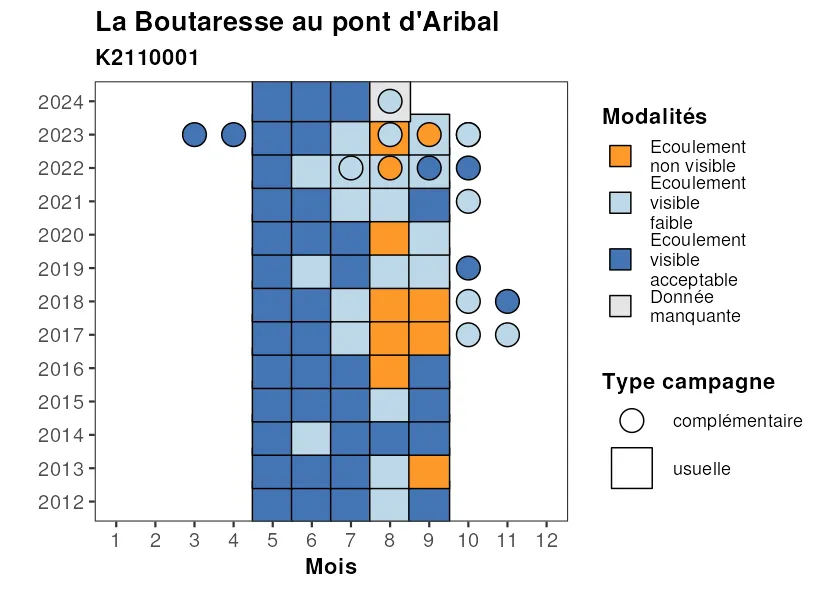 La Boutaresse au pont d'Aribal
K2110001
2024
2023
2022
2021
2020
2019
2018
2017
2016
2015
2014
2013
2012
1 2 3 4 5 6 7 8 9 10 11 12
Mois
Modalités
Ecoulement
non visible
Ecoulement
visible
faible
Ecoulement
visible
acceptable
Donnée
manquante
Type campagne
complémentaire
usuelle